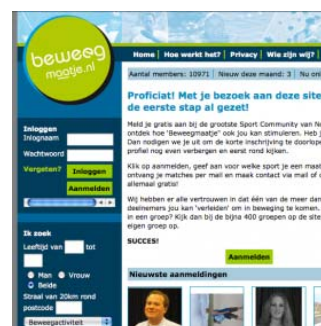 beweeg
maatje.nl
Home | Hoe werkt het? | Privacy | Wie zijn wij? |
Aantal members: 10971 | Nieuw deze maand: 3 | Nu onl
Proficiat! Met je bezoek aan deze site
de eerste stap al gezet!
Meld je gratis aan bij de grootste Sport Community van Ne
ontdek hoe 'Beweegmaatje' ook jou kan stimuleren. Heb j
Dan nodigen we je uit om de korte inschrijving te doorlope
profiel nog even verbergen en eerst rond kijken.
Klik op aanmelden, geef aan voor welke sport je een maat
ontvang je matches per mail en maak contact via mail of c
allemaal gratis!
Wij hebben er alle vertrouwen in dat één van de meer dan
deelnemers jou kan 'verleiden' om in beweging te komen.
in een groep? Kijk dan bij de bijna 400 groepen op de site
eigen groep op.
SUCCES!
Aanmelden
Nieuwste aanmeldingen
Inloggen
Inlognaam
Wachtwoord
Vergeten? Inloggen
Aanmelden
Ik zoek
Leeftijd van tot
Man Vrouw
Beide
Straal van 20km rond
postcode
Beweegactiviteit